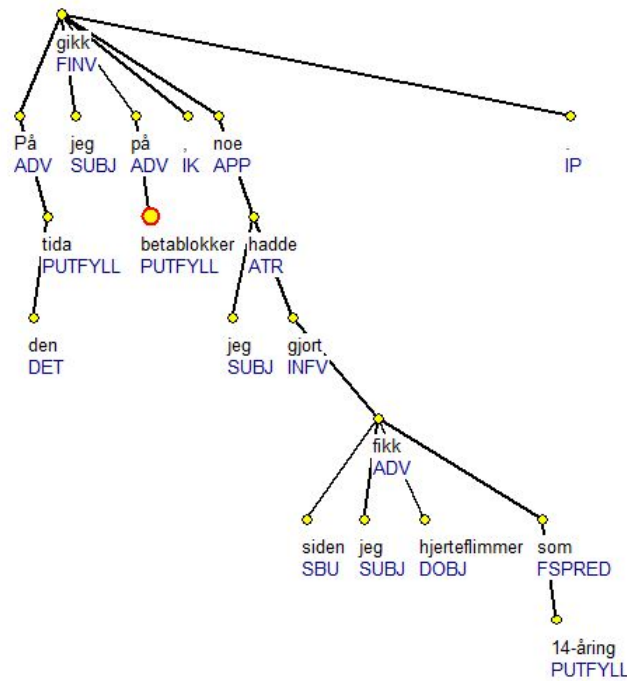 gikk
FINV
På jeg på , noe .
ADV SUBJ ADV IK APP IP
tida betablokker hadde
PUTFYLL PUTFYLL ATR
den jeg gjort
DET SUBJ INFV
fikk
ADV
siden jeg hjerteflimmer som
SBU SUBJ DOBJ FSPRED
14-åring
PUTFYLL